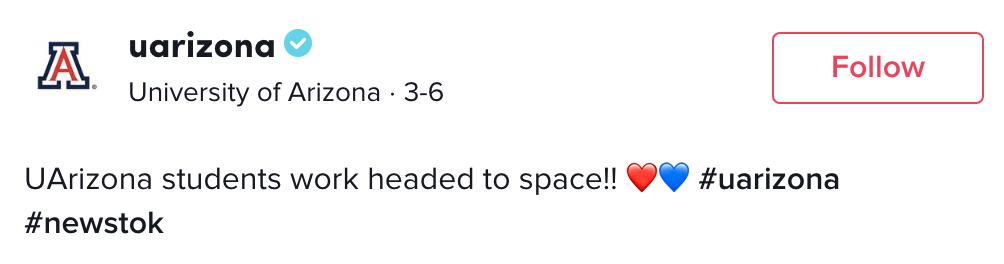 A
uarizona
University of Arizona · 3-6
Follow
UArizona students work headed to space!! ❤️💙 #uarizona
#newstok